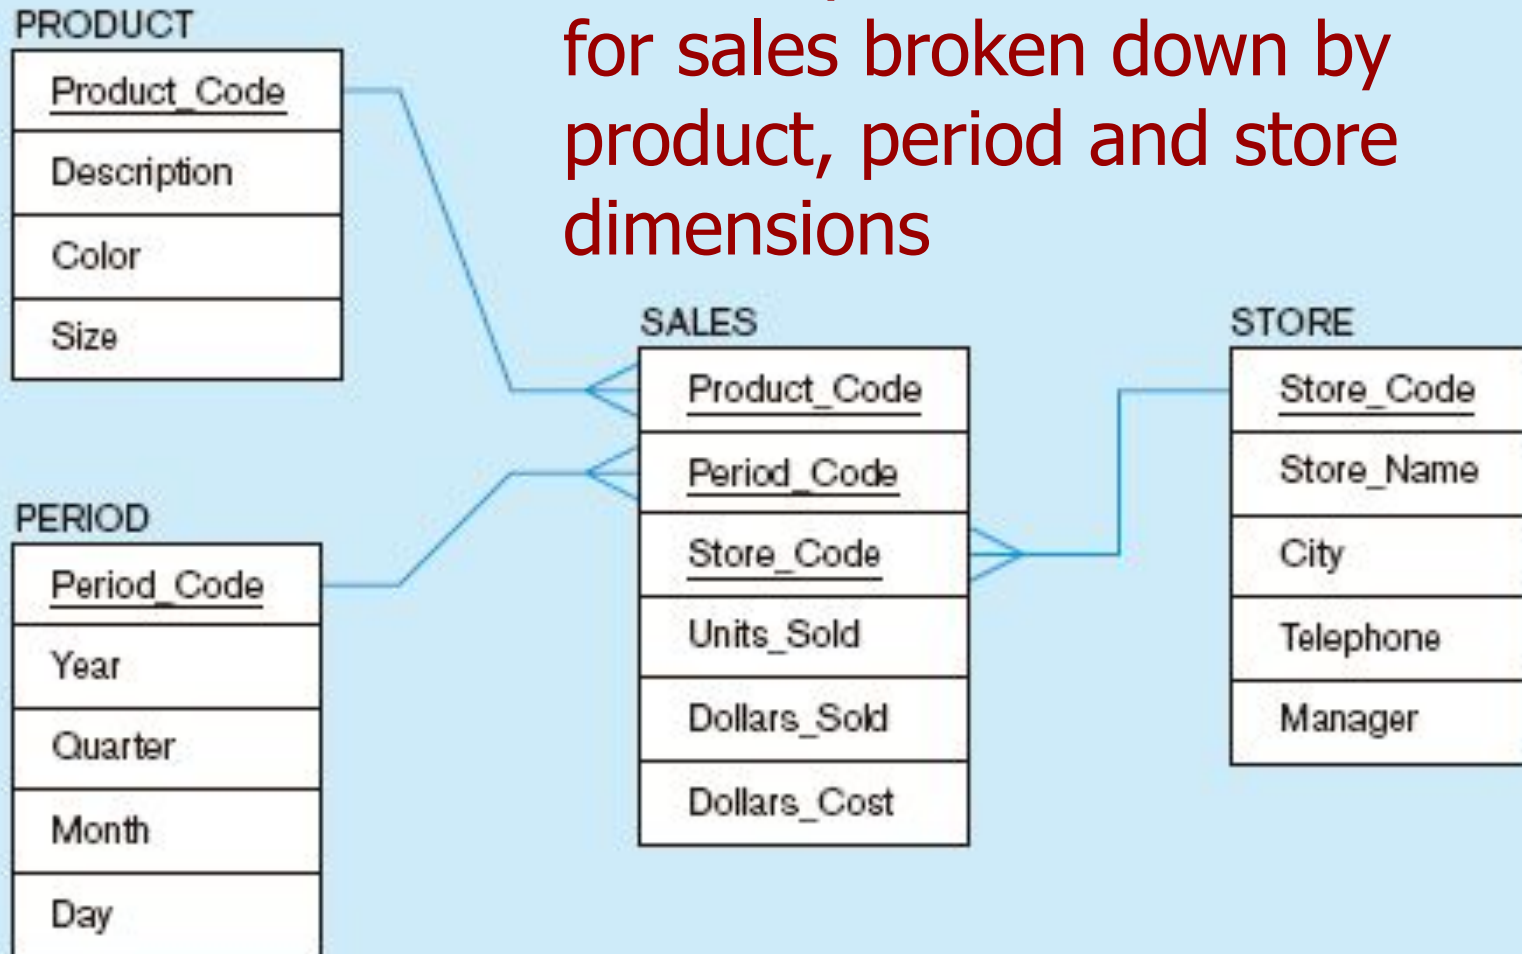 PRODUCT
Product_Code
Description
Color
Size
for sales broken down by
product, period and store
dimensions
PERIOD
Period_Code
Year
Quarter
Month
Day
SALES
Product_Code
Period_Code
Store_Code
Units_Sold
Dollars_Sold
Dollars_Cost
STORE
Store_Code
Store_Name
City
Telephone
Manager